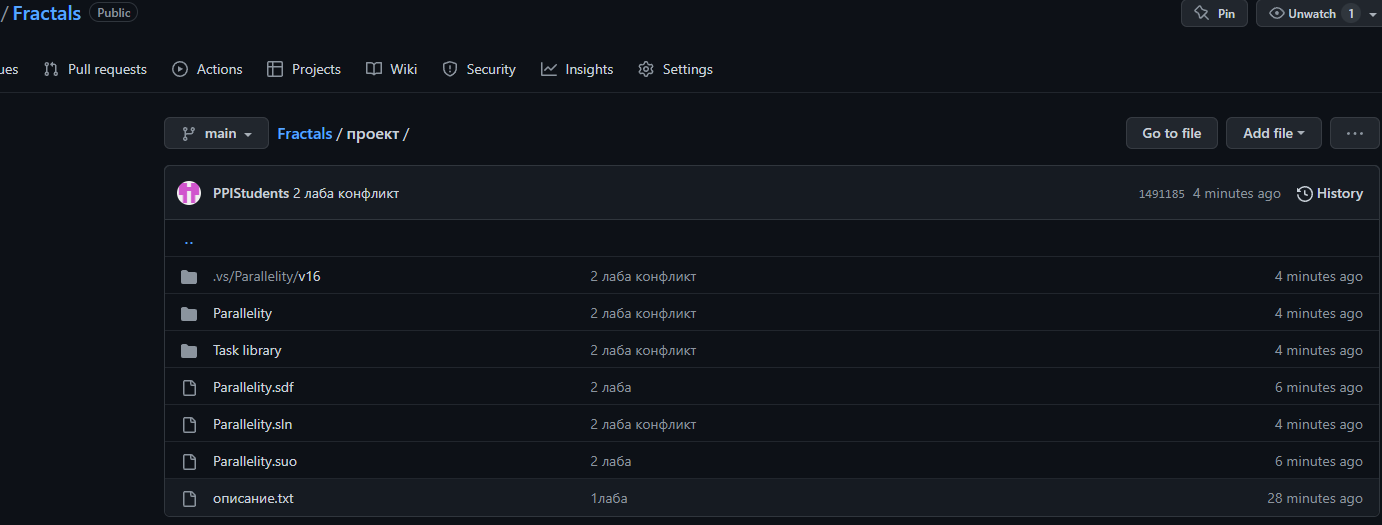 / Fractals Public Pin Unwatch 1
ues Pull requests Actions Projects Wiki Security Insights Settings
main Fractals / проект / Go to file Add file ...
PPIStudents 2 лаба конфликт 1491185 4 minutes ago History
..
.vs/Parallelity/v16 2 лаба конфликт 4 minutes ago
Parallelity 2 лаба конфликт 4 minutes ago
Task library 2 лаба конфликт 4 minutes ago
Parallelity.sdf 2 лаба 6 minutes ago
Parallelity.sln 2 лаба конфликт 4 minutes ago
Parallelity.suo 2 лаба 6 minutes ago
описание.txt 1лаба 28 minutes ago